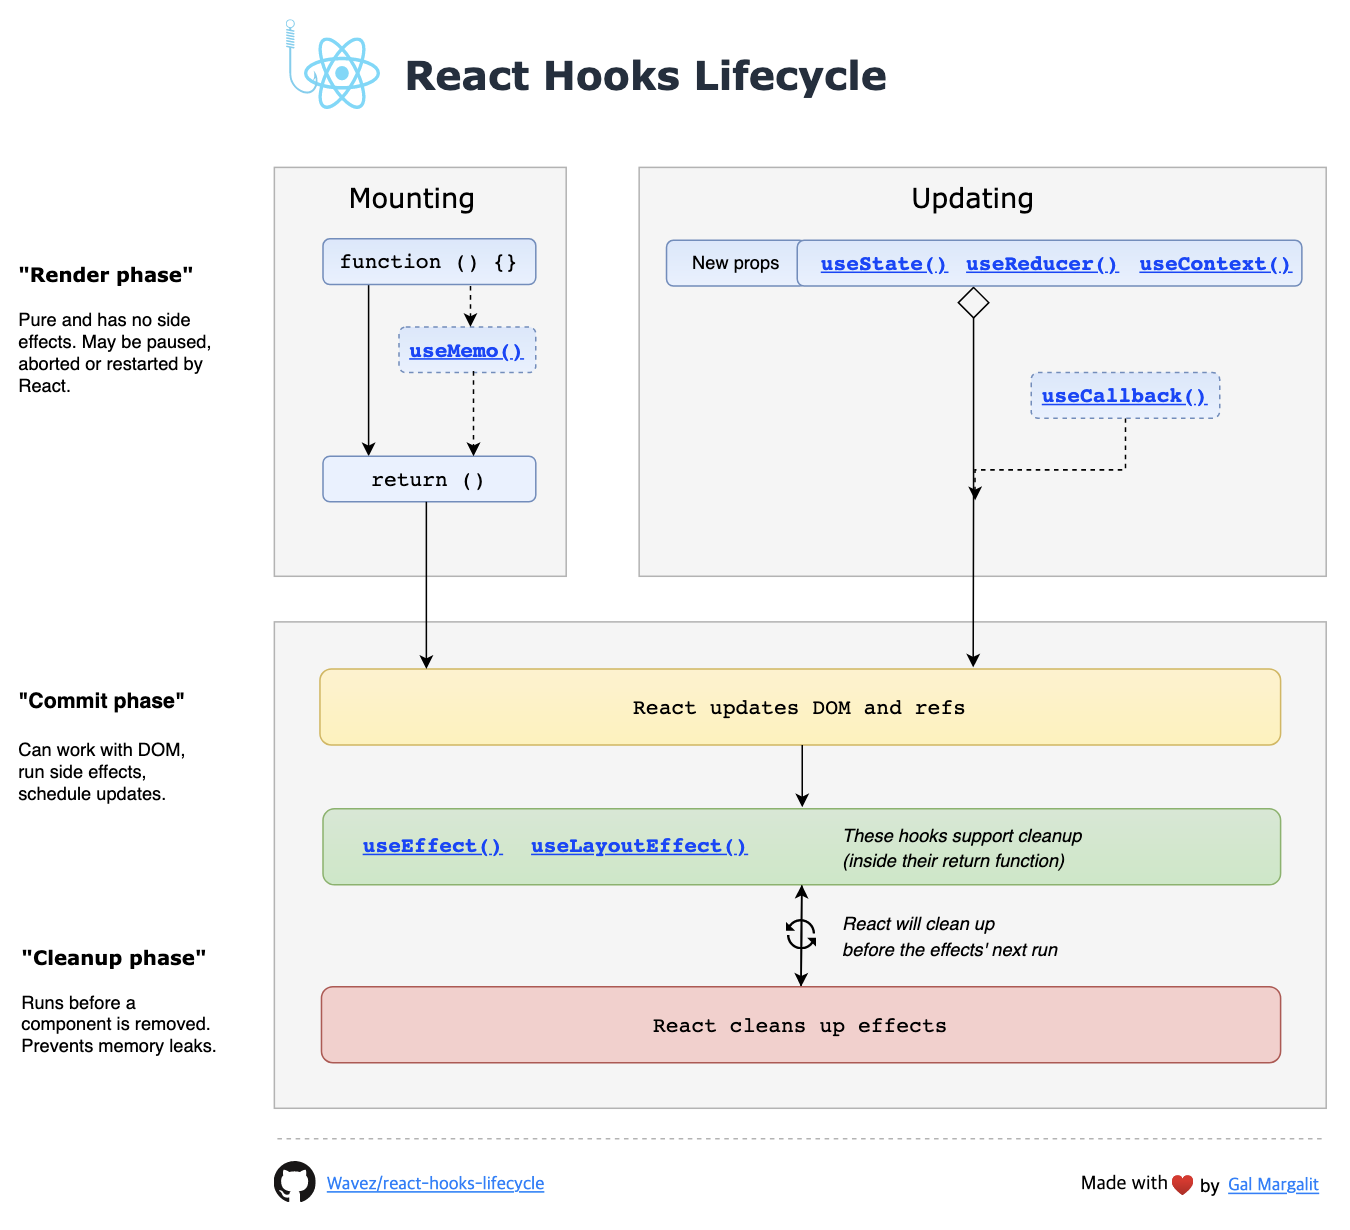 React Hooks Lifecycle
Mounting
Updating
"Render phase"
Pure and has no side
effects. May be paused,
aborted or restarted by
React.
function () {}
useMemo()
return ()
New props
useState() useReducer() useContext()
useCallback()
"Commit phase"
Can work with DOM,
run side effects,
schedule updates.
React updates DOM and refs
useEffect() useLayoutEffect()
These hooks support cleanup
(inside their return function)
React will clean up
before the effects' next run
"Cleanup phase"
Runs before a
component is removed.
Prevents memory leaks.
React cleans up effects
Wavez/react-hooks-lifecycle
Made with by Gal Margalit